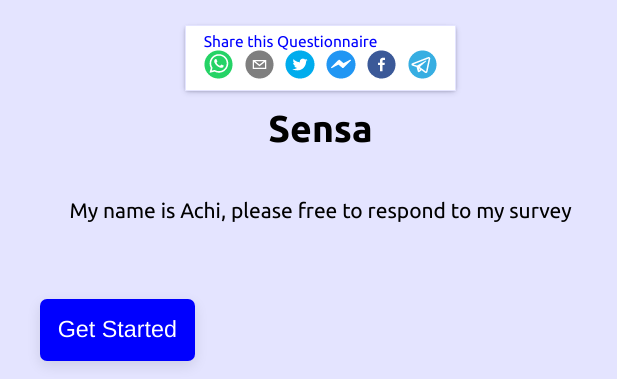 Share this Questionnaire
Sensa
My name is Achi, please free to respond to my survey
Get Started